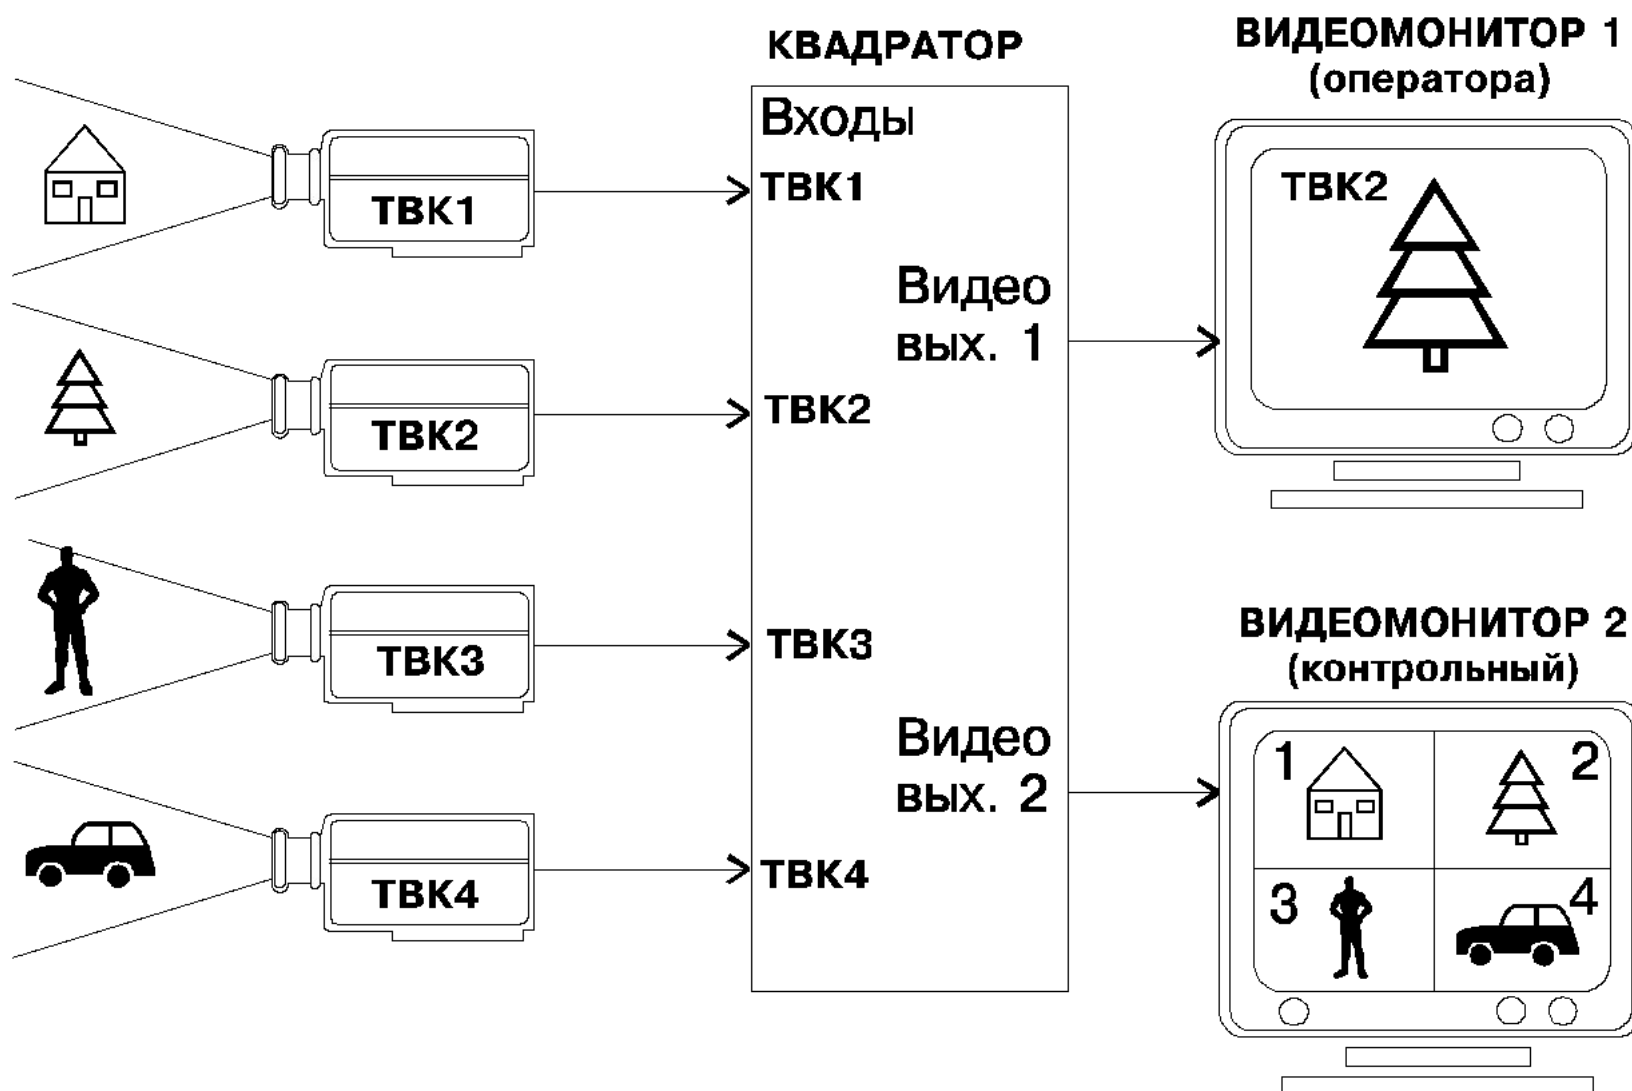 КВАДРАТОР
ВИДЕОМОНИТОР 1
(оператора)
Входы
ТВК1
ТВК1
ТВК2
Видео
вых. 1
ТВК2
ТВК2
ТВК3
ТВК3
ВИДЕОМОНИТОР 2
(контрольный)
Видео
вых. 2
1
2
3
4
ТВК4
ТВК4